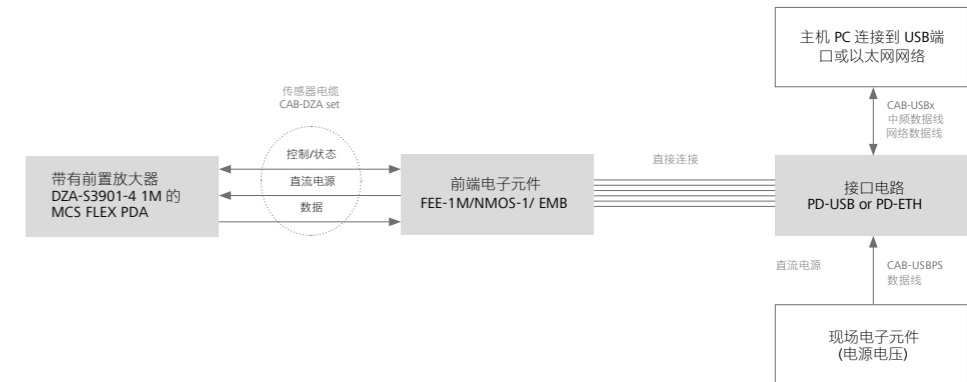 主机 PC 连接到 USB端
口或以太网网络
传感器电缆
CAB-DZA set
CAB-USBx
中频数据线
网络数据线
控制/状态
直流电源
数据
直接连接
带有前置放大器
DZA-S3901-4 1M 的
MCS FLEX PDA
前端电子元件
FEE-1M/NMOS-1/ EMB
接口电路
PD-USB or PD-ETH
直流电源
CAB-USBPS
数据线
现场电子元件
(电源电压)